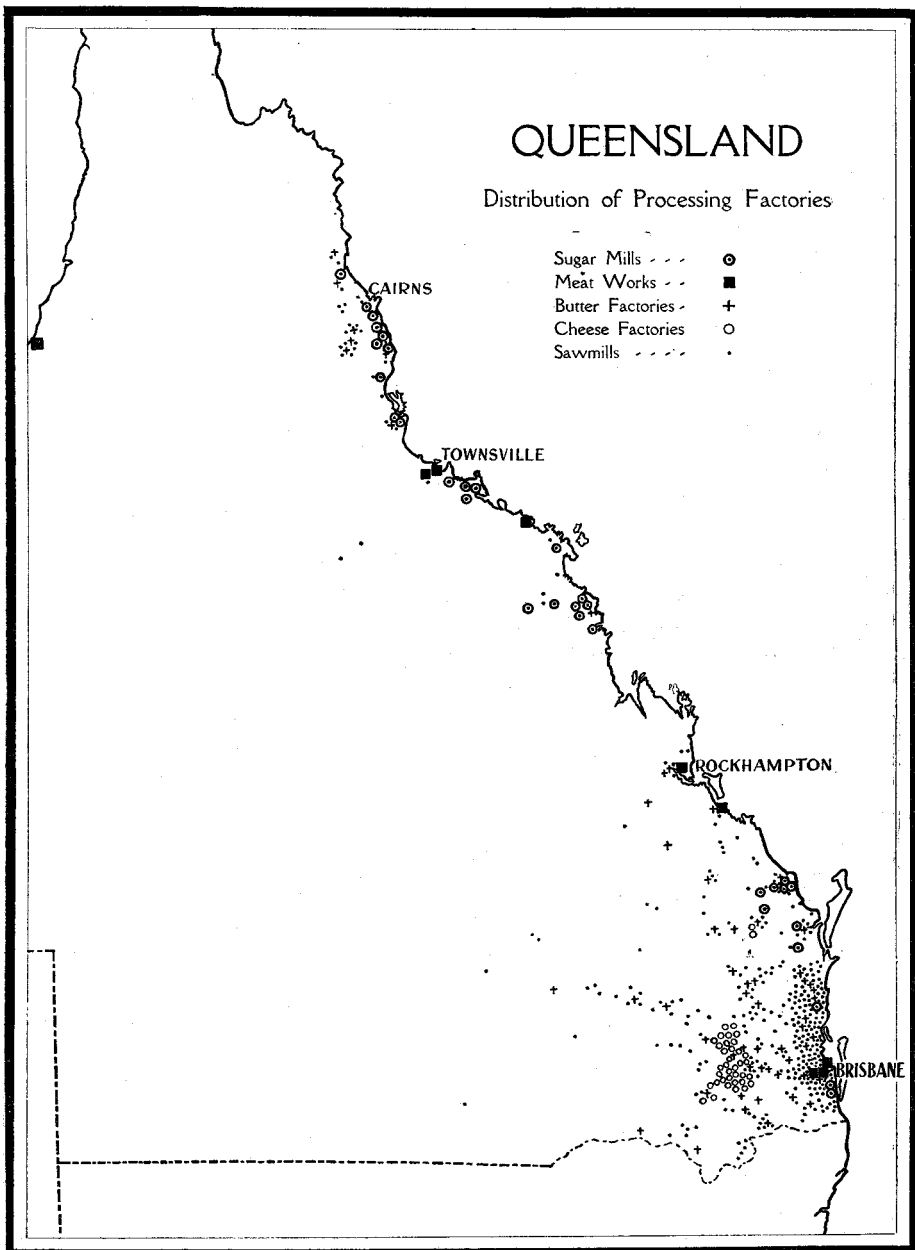 QUEENSLAND
Distribution of Processing Factories
Sugar Mills - - -
Meat Works - -
Butter Factories -
Cheese Factories
Sawmills - - - -
CAIRNS
TOWNSVILLE
ROCKHAMPTON
BRISBANE